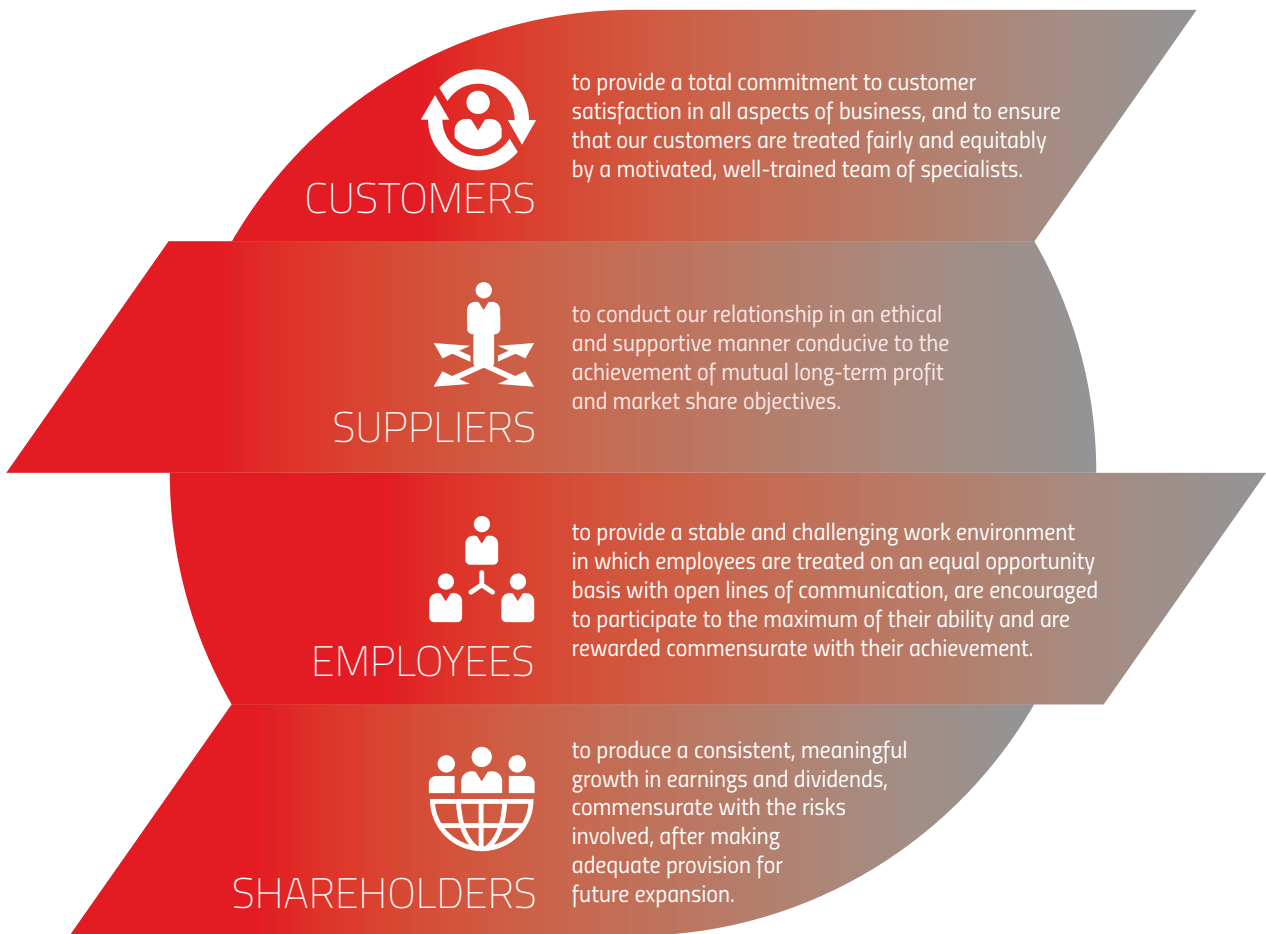 CUSTOMERS
to provide a total commitment to customer
satisfaction in all aspects of business, and to ensure
that our customers are treated fairly and equitably
by a motivated, well-trained team of specialists.
SUPPLIERS
to conduct our relationship in an ethical
and supportive manner conducive to the
achievement of mutual long-term profit
and market share objectives.
EMPLOYEES
to provide a stable and challenging work environment
in which employees are treated on an equal opportunity
basis with open lines of communication, are encouraged
to participate to the maximum of their ability and are
rewarded commensurate with their achievement.
SHAREHOLDERS
to produce a consistent, meaningful
growth in earnings and dividends,
commensurate with the risks
involved, after making
adequate provision for
future expansion.